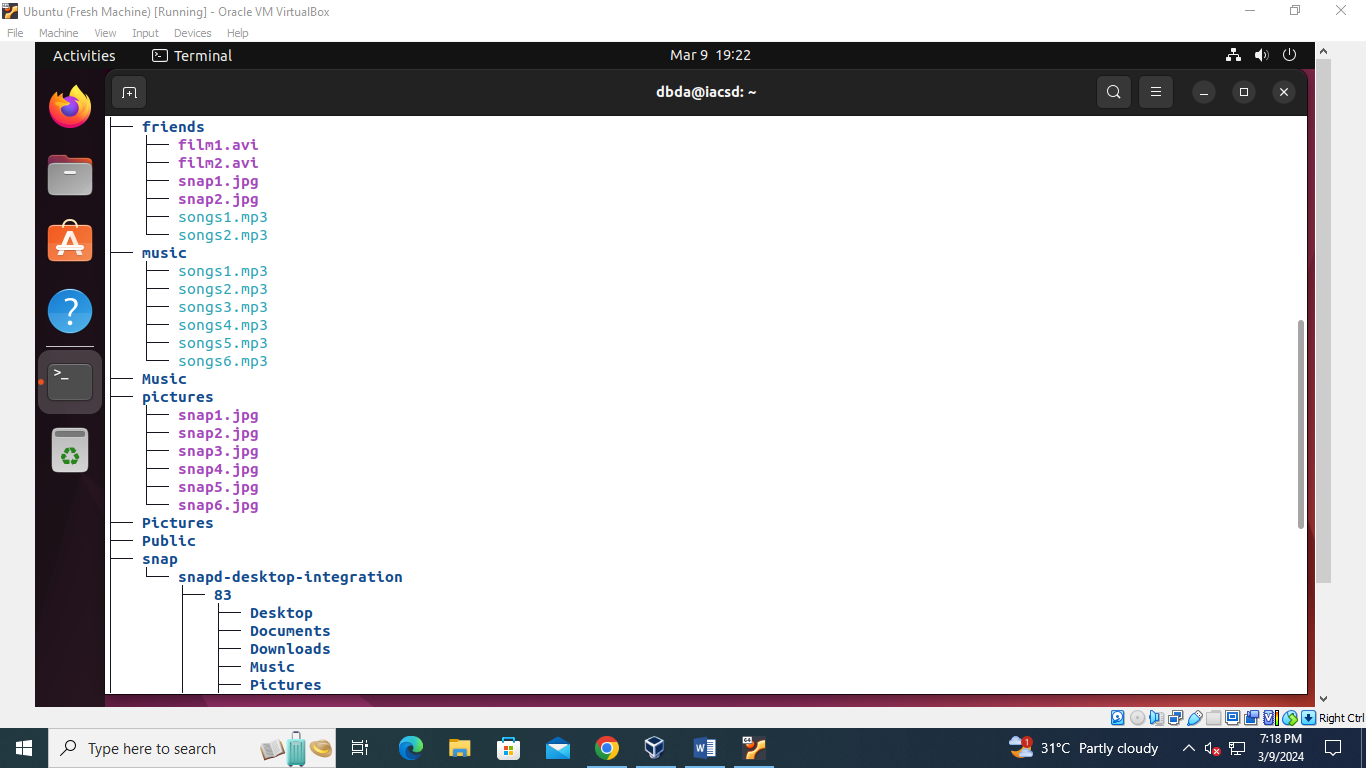 Ubuntu (Fresh Machine) [Running] - Oracle VM VirtualBox
File Machine View Input Devices Help
Activities Terminal Mar 9 19:22
dbda@iacsd: ~
friends
film1.avi
film2.avi
snap1.jpg
snap2.jpg
songs1.mp3
songs2.mp3
music
songs1.mp3
songs2.mp3
songs3.mp3
songs4.mp3
songs5.mp3
songs6.mp3
Music
pictures
snap1.jpg
snap2.jpg
snap3.jpg
snap4.jpg
snap5.jpg
snap6.jpg
Pictures
Public
snap
snapd-desktop-integration
83
Desktop
Documents
Downloads
Music
Pictures
Right Ctrl
Type here to search
31°C Partly cloudy
7:18 PM
3/9/2024